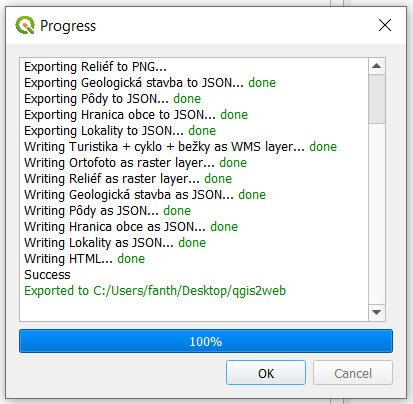 Progress
Exporting Reliéf to PNG...
Exporting Geologická stavba to JSON... done
Exporting Pôdy to JSON... done
Exporting Hranica obce to JSON... done
Exporting Lokality to JSON... done
Writing Turistika + cyklo + bežky as WMS layer... done
Writing Ortofoto as raster layer... done
Writing Reliéf as raster layer... done
Writing Geologická stavba as JSON... done
Writing Pôdy as JSON... done
Writing Hranica obce as JSON... done
Writing Lokality as JSON... done
Writing HTML... done
Success
Exported to C:/Users/fanth/Desktop/qgis2web
100%
OK Cancel